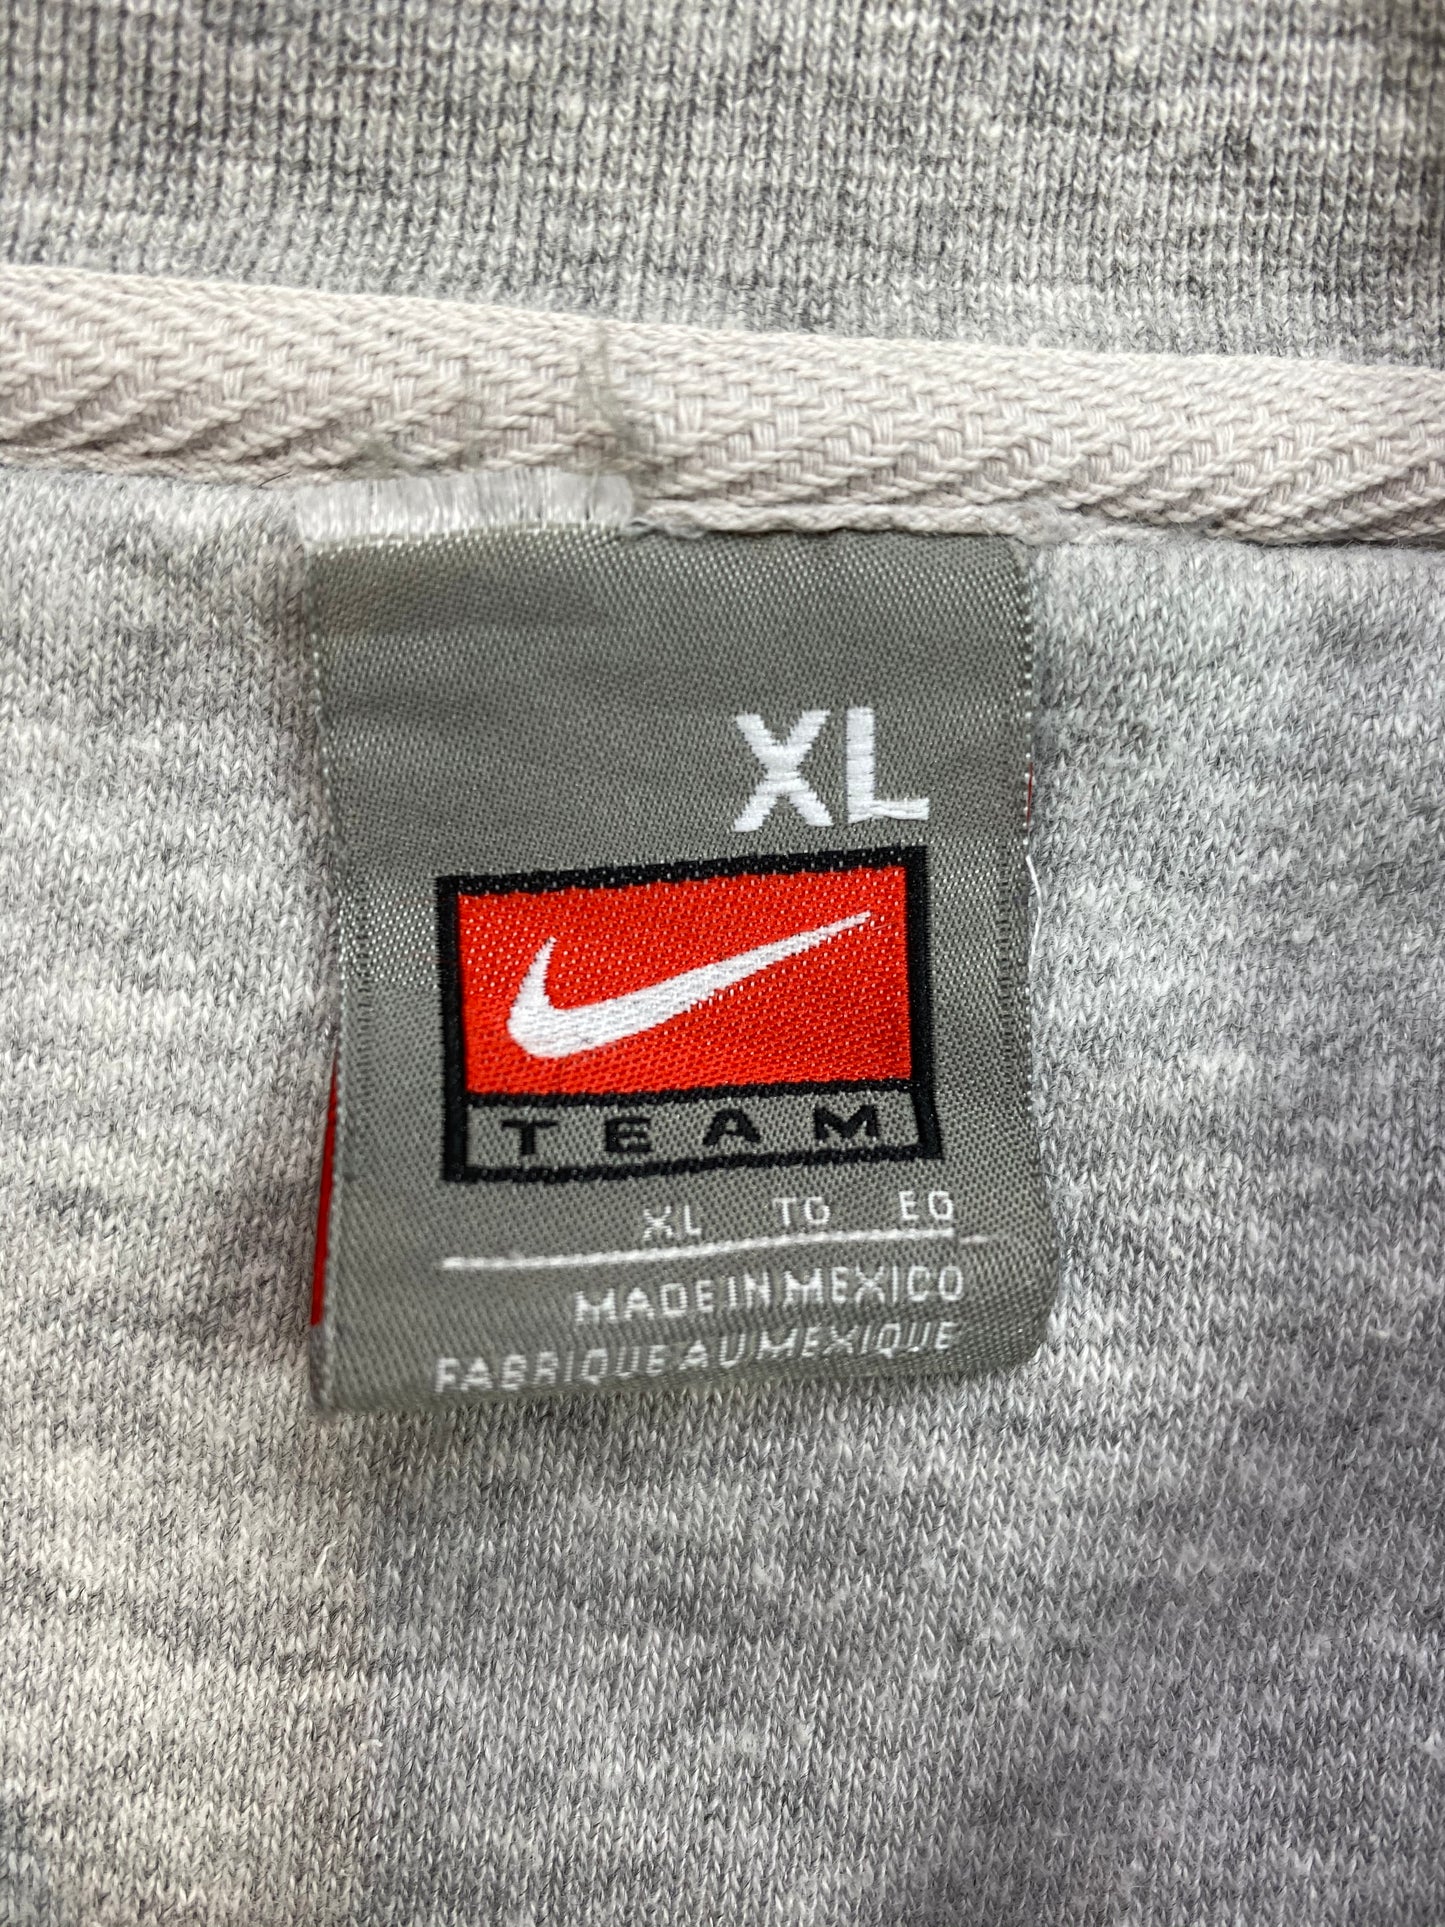 XL
TEAM
XL TG EG
MADE IN MEXICO
FABRIQUE AU MEXIQUE